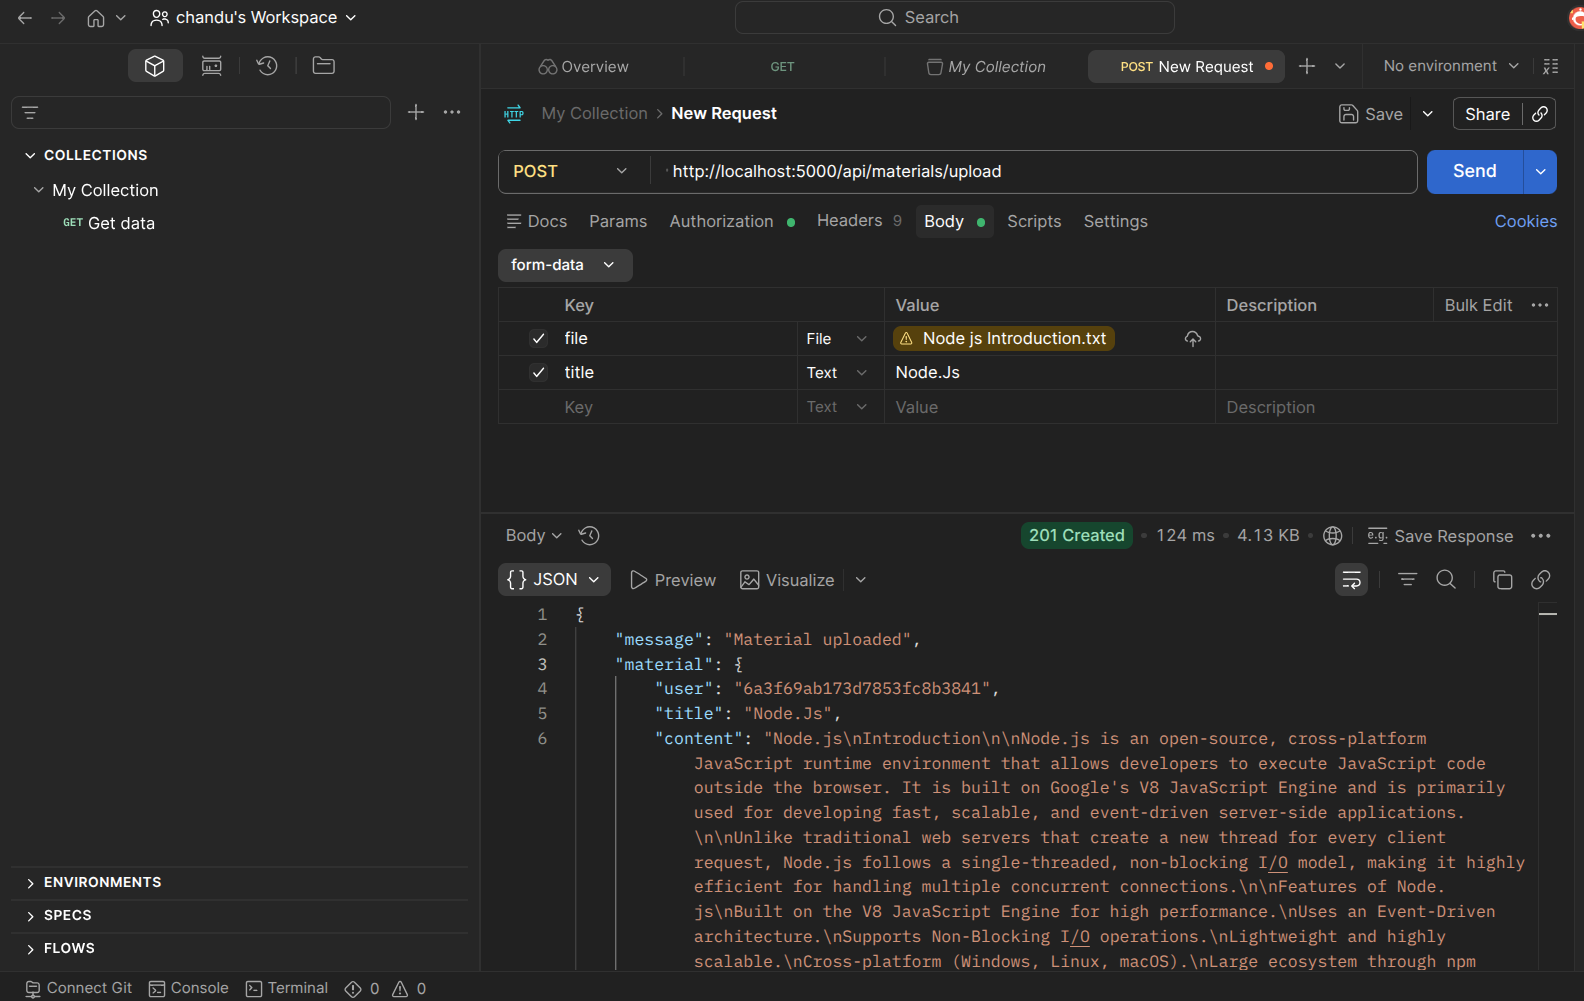 chandu's Workspace
Search
COLLECTIONS
My Collection
GET Get data
ENVIRONMENTS
SPECS
FLOWS
Overview
GET
My Collection
POST New Request
No environment
HTTP My Collection > New Request
Save
Share
POST http://localhost:5000/api/materials/upload
Send
Docs Params Authorization Headers 9 Body Scripts Settings
Cookies
form-data
Key Value Description Bulk Edit
file File Node js Introduction.txt
title Text Node.Js
Key Text Value Description
Body
201 Created 124 ms 4.13 KB e.g. Save Response
{} JSON Preview Visualize
1 {
2 "message": "Material uploaded",
3 "material": {
4 "user": "6a3f69ab173d7853fc8b3841",
5 "title": "Node.Js",
6 "content": "Node.js\nIntroduction\n\nNode.js is an open-source, cross-platform
JavaScript runtime environment that allows developers to execute JavaScript code
outside the browser. It is built on Google's V8 JavaScript Engine and is primarily
used for developing fast, scalable, and event-driven server-side applications.
\n\nUnlike traditional web servers that create a new thread for every client
request, Node.js follows a single-threaded, non-blocking I/O model, making it highly
efficient for handling multiple concurrent connections.\n\nFeatures of Node.
js\nBuilt on the V8 JavaScript Engine for high performance.\nUses an Event-Driven
architecture.\nSupports Non-Blocking I/O operations.\nLightweight and highly
scalable.\nCross-platform (Windows, Linux, macOS).\nLarge ecosystem through npm
Connect Git Console Terminal 0 0